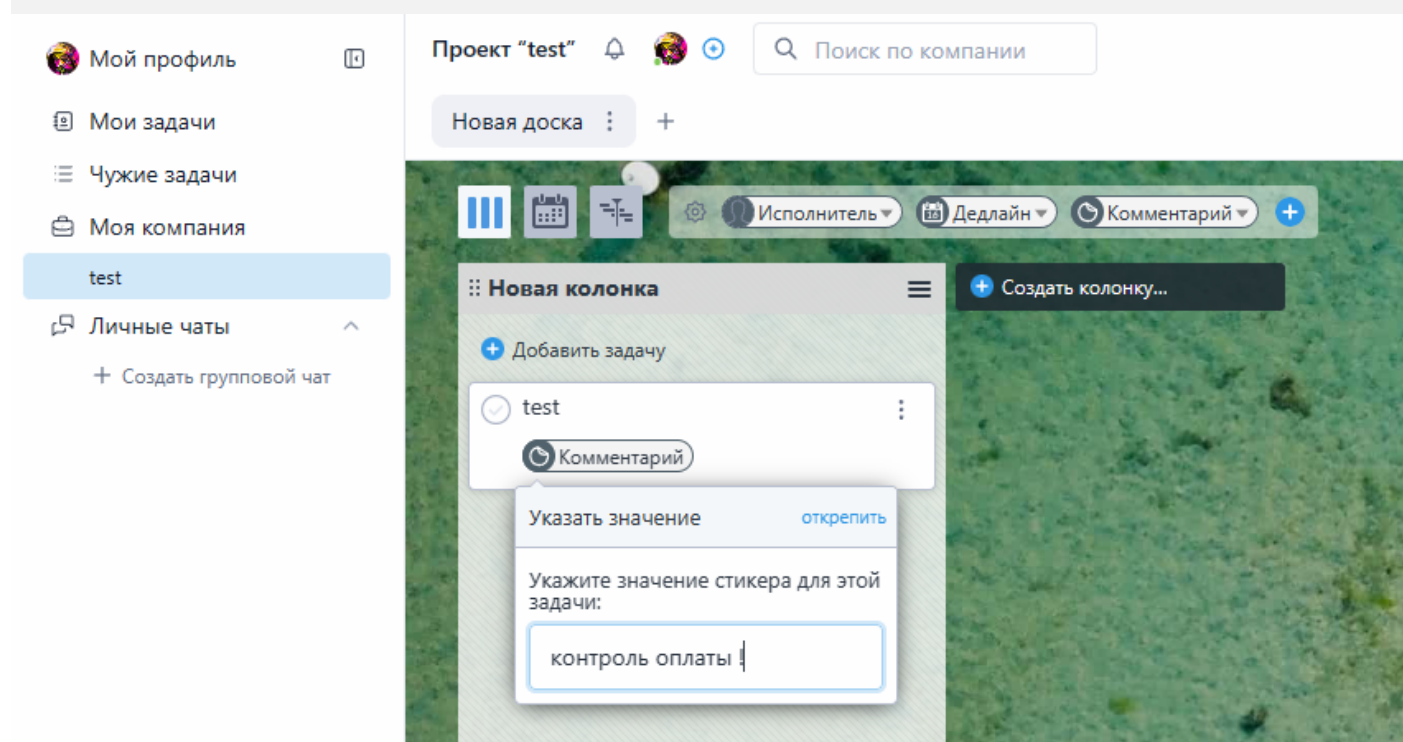 Мой профиль
Проект “test”
Поиск по компании
Мои задачи
Новая доска
Чужие задачи
Моя компания
Исполнитель
16
Дедлайн
Комментарий
test
Новая колонка
Создать колонку...
Личные чаты
Добавить задачу
Создать групповой чат
test
Комментарий
Указать значение
открепить
Укажите значение стикера для этой
задачи:
контроль оплаты !